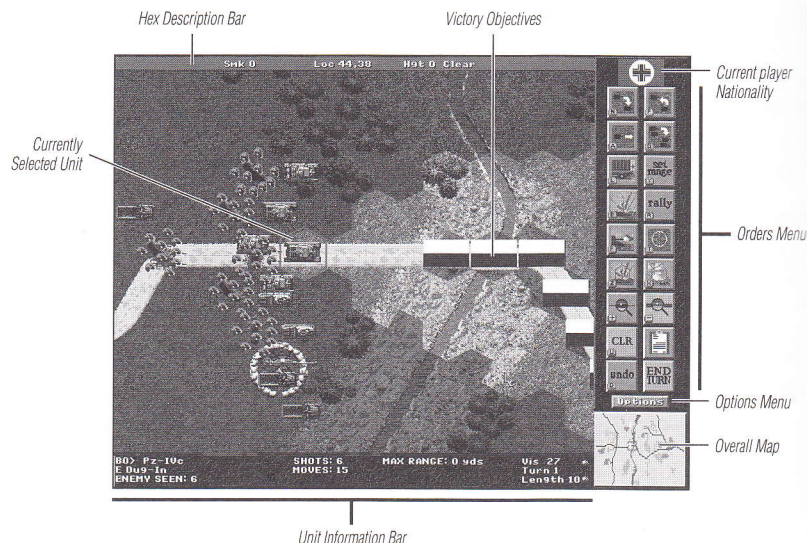 Hex Description Bar
Victory Objectives
Smk 0 Loc 44,38 Hgt 0 Clear
Current player
Nationality
Currently
Selected Unit
set
range
rally
Orders Menu
CLR
undo
END
TURN
Options
Options Menu
Overall Map
BO> Pz-IVc SHOTS: 6 MAX RANGE: 0 yds Vis 27
E Dug-In MOVES: 15 Turn 1
ENEMY SEEN: 6 Length 10
Unit Information Bar